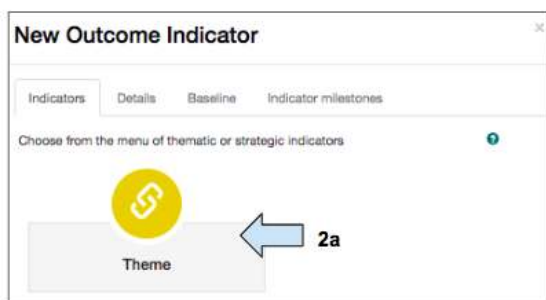 New Outcome Indicator
×
Indicators Details Baseline Indicator milestones
Choose from the menu of thematic or strategic indicators ?
2a
Theme